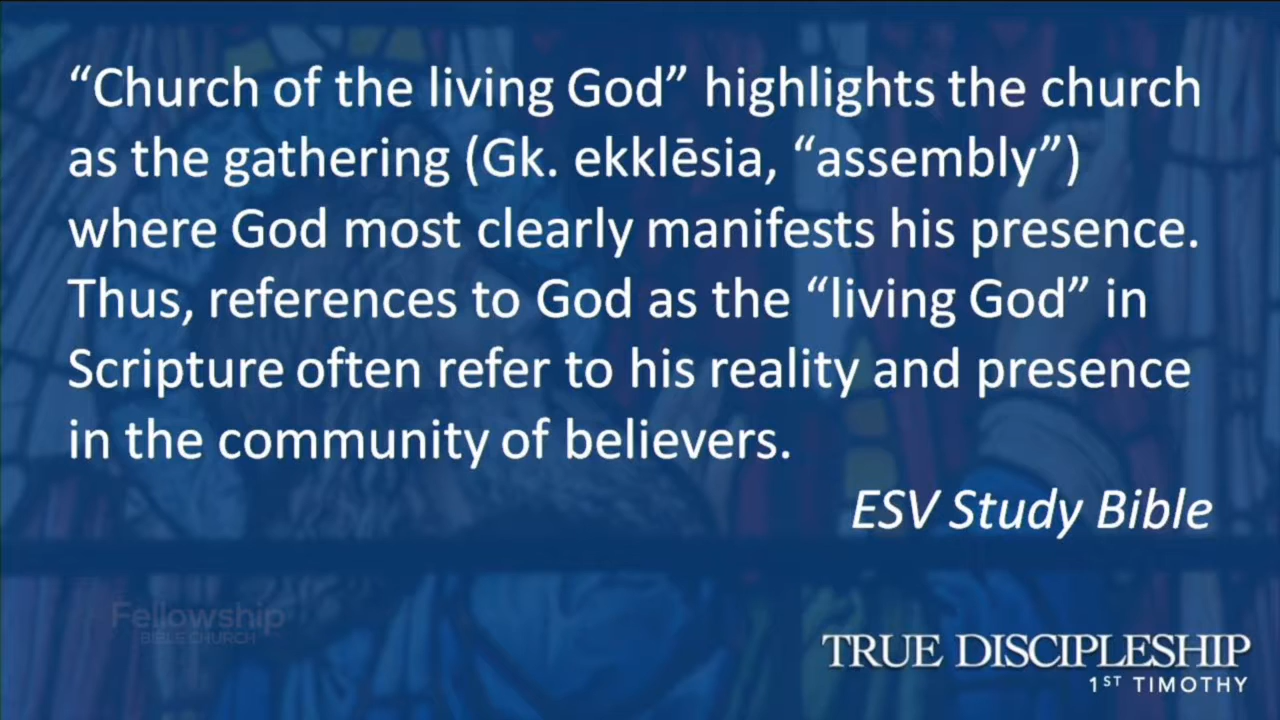 “Church of the living God” highlights the church
as the gathering (Gk. ekklēsia, “assembly”)
where God most clearly manifests his presence.
Thus, references to God as the “living God” in
Scripture often refer to his reality and presence
in the community of believers.
ESV Study Bible
Fellowship
BIBLE CHURCH
TRUE DISCIPLESHIP
1ST TIMOTHY